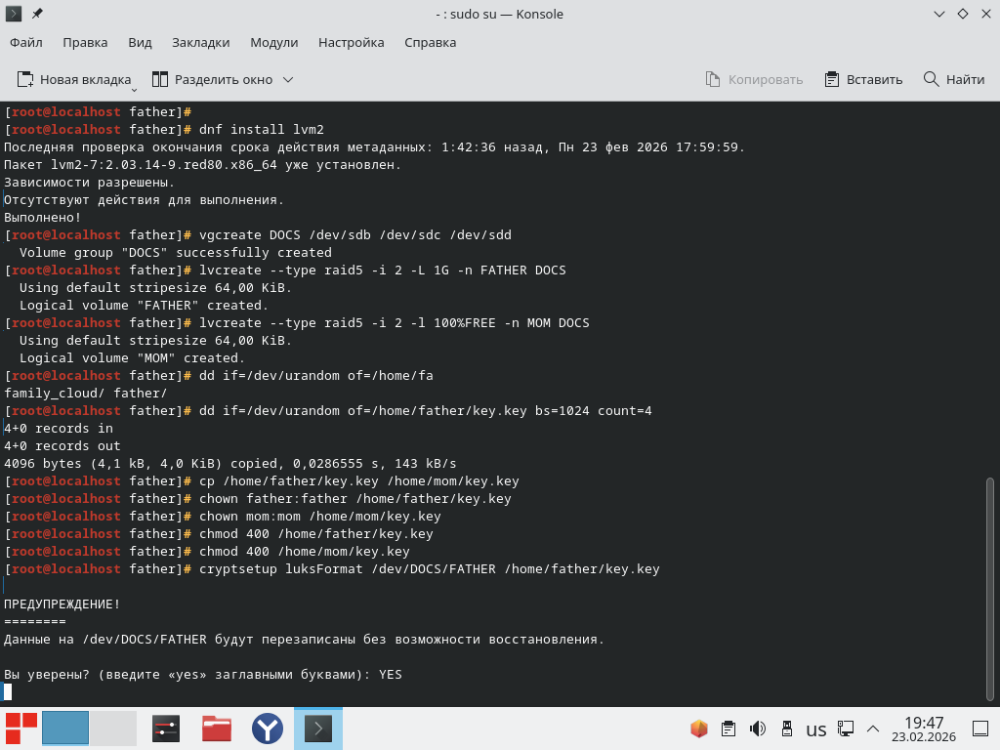 - : sudo su — Konsole
Файл Правка Вид Закладки Модули Настройка Справка
Новая вкладка Разделить окно Копировать Вставить Найти
[root@localhost father]#
[root@localhost father]# dnf install lvm2
Последняя проверка окончания срока действия метаданных: 1:42:36 назад, Пн 23 фев 2026 17:59:59.
Пакет lvm2-7:2.03.14-9.red80.x86_64 уже установлен.
Зависимости разрешены.
Отсутствуют действия для выполнения.
Выполнено!
[root@localhost father]# vgcreate DOCS /dev/sdb /dev/sdc /dev/sdd
  Volume group "DOCS" successfully created
[root@localhost father]# lvcreate --type raid5 -i 2 -L 1G -n FATHER DOCS
  Using default stripesize 64,00 KiB.
  Logical volume "FATHER" created.
[root@localhost father]# lvcreate --type raid5 -i 2 -l 100%FREE -n MOM DOCS
  Using default stripesize 64,00 KiB.
  Logical volume "MOM" created.
[root@localhost father]# dd if=/dev/urandom of=/home/fa
family_cloud/ father/
[root@localhost father]# dd if=/dev/urandom of=/home/father/key.key bs=1024 count=4
4+0 records in
4+0 records out
4096 bytes (4,1 kB, 4,0 KiB) copied, 0,0286555 s, 143 kB/s
[root@localhost father]# cp /home/father/key.key /home/mom/key.key
[root@localhost father]# chown father:father /home/father/key.key
[root@localhost father]# chown mom:mom /home/mom/key.key
[root@localhost father]# chmod 400 /home/father/key.key
[root@localhost father]# chmod 400 /home/mom/key.key
[root@localhost father]# cryptsetup luksFormat /dev/DOCS/FATHER /home/father/key.key
ПРЕДУПРЕЖДЕНИЕ!
========
Данные на /dev/DOCS/FATHER будут перезаписаны без возможности восстановления.
Вы уверены? (введите «yes» заглавными буквами): YES
us 19:47
23.02.2026